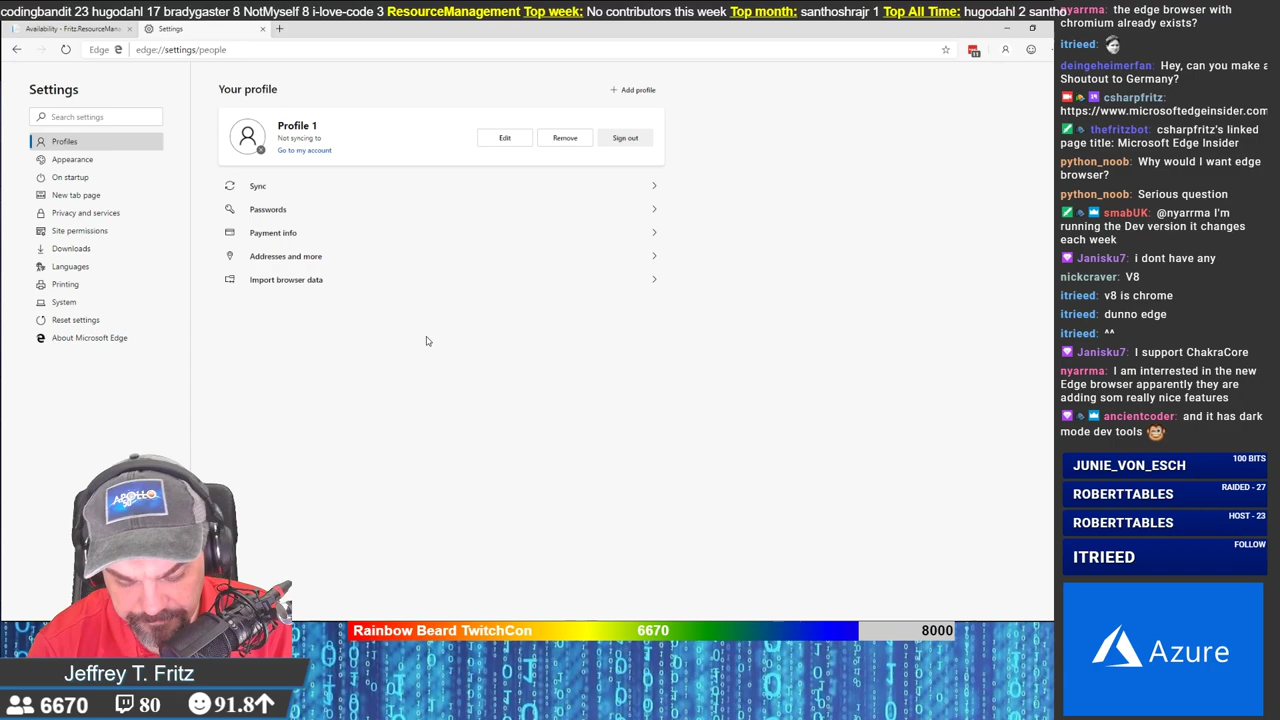 codingbandit 23 hugodahl 17 bradygaster 8 NotMyself 8 i-love-code 3 ResourceManagement Top week: No contributors this week Top month: santhoshrajr 1 Top All Time: hugodahl 2 santho
Availability - Fritz.ResourceMan
Settings
Edge
edge://settings/people
Settings
Search settings
Profiles
Appearance
On startup
New tab page
Privacy and services
Site permissions
Downloads
Languages
Printing
System
Reset settings
About Microsoft Edge
Your profile
Add profile
Profile 1
Not syncing to
Go to my account
Edit
Remove
Sign out
Sync
Passwords
Payment info
Addresses and more
Import browser data
nyarrma: the edge browser with
chromium already exists?
itrieed:
deingeheimerfan: Hey, can you make a
Shoutout to Germany?
csharpfritz:
https://www.microsoftedgeinsider.com
thefritzbot: csharpfritz's linked
page title: Microsoft Edge Insider
python_noob: Why would I want edge
browser?
python_noob: Serious question
smabUK: @nyarrma I'm
running the Dev version it changes
each week
Janisku7: i dont have any
nickcraver: V8
itrieed: v8 is chrome
itrieed: dunno edge
itrieed: ^^
Janisku7: I support ChakraCore
nyarrma: I am interrested in the new
Edge browser apparently they are
adding som really nice features
ancientcoder: and it has dark
mode dev tools
100 BITS
JUNIE_VON_ESCH
RAIDED - 27
ROBERTTABLES
HOST - 23
ROBERTTABLES
FOLLOW
ITRIEED
Azure
APOLLO
Rainbow Beard TwitchCon 6670 8000
Jeffrey T. Fritz
6670 80 91.8